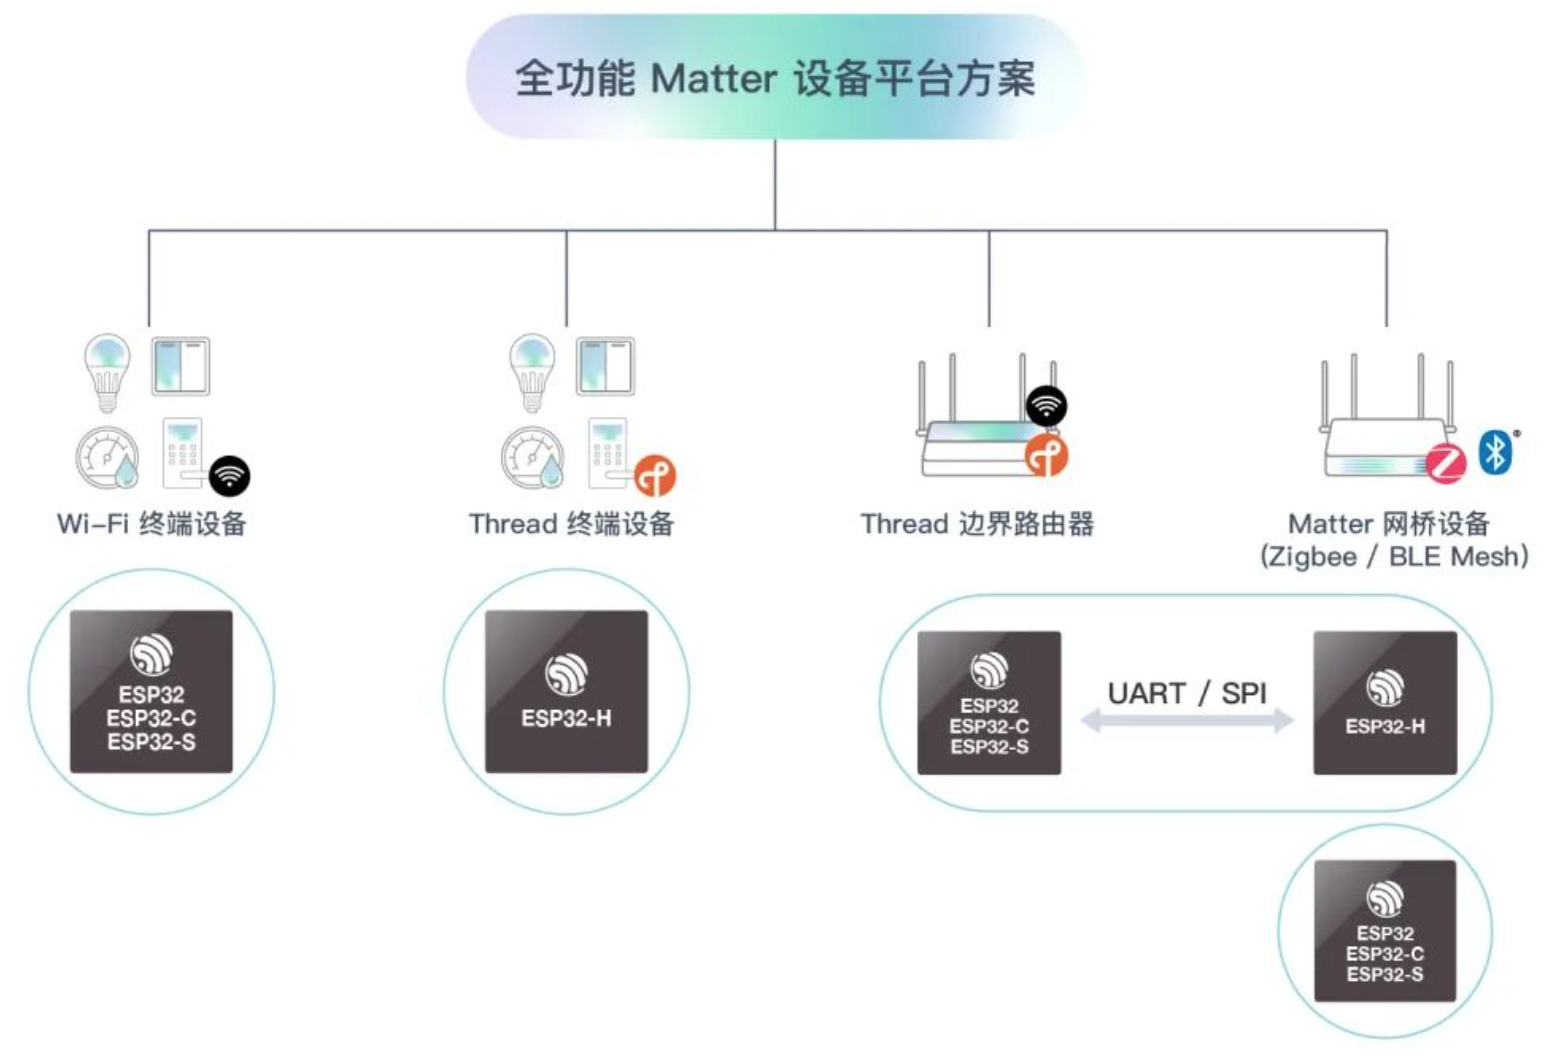 全功能 Matter 设备平台方案
Wi-Fi 终端设备
Thread 终端设备
Thread 边界路由器
Matter 网桥设备
(Zigbee / BLE Mesh)
ESP32
ESP32-C
ESP32-S
ESP32-H
ESP32
ESP32-C
ESP32-S
UART / SPI
ESP32-H
ESP32
ESP32-C
ESP32-S